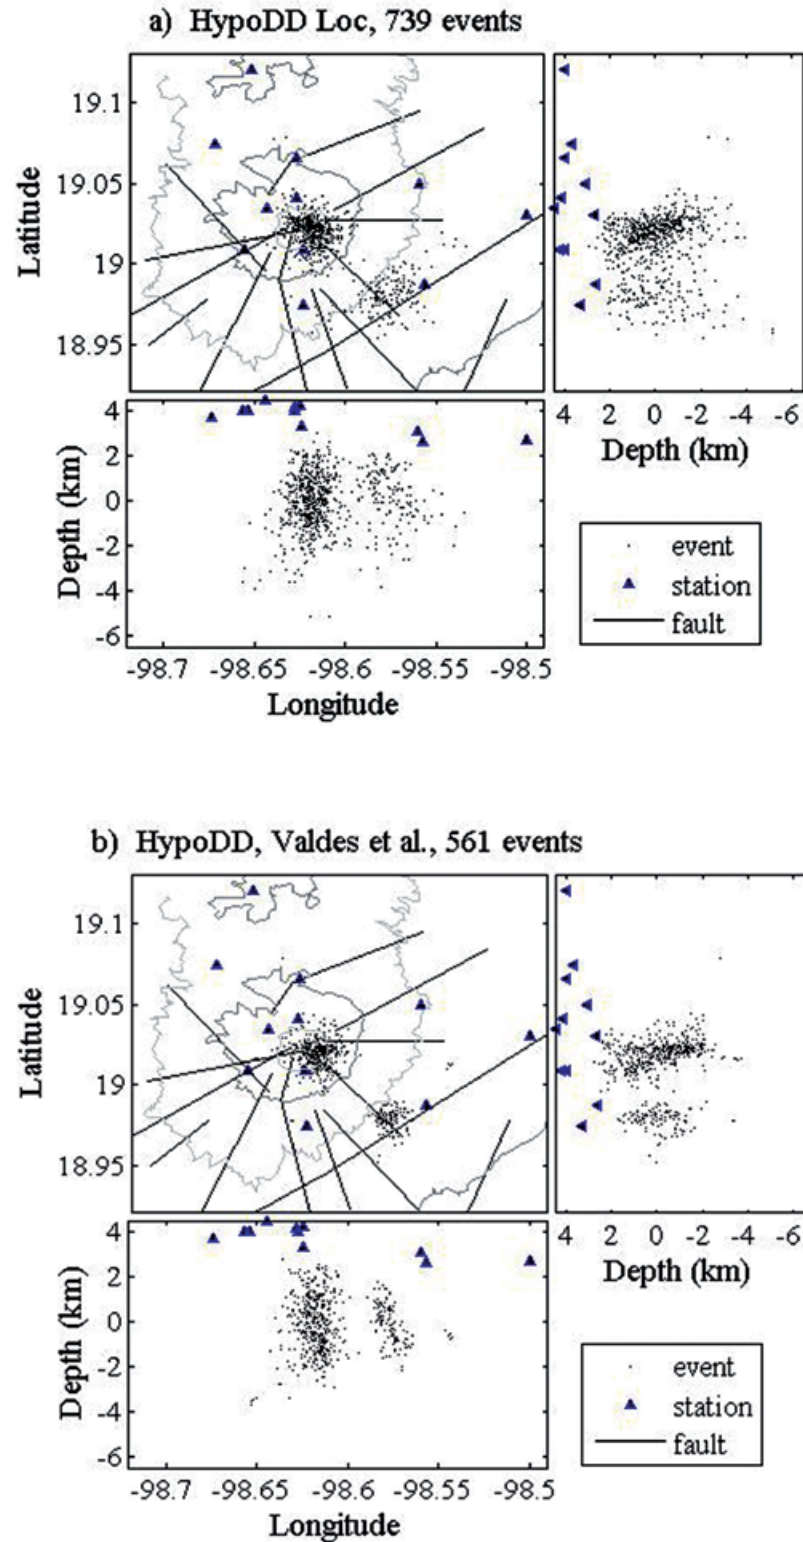 a) HypoDD Loc, 739 events
19.1
19.05
19
18.95
Latitude
4 2 0 -2 -4 -6
Depth (km)
4
2
0
-2
-4
-6
Depth (km)
event
station
fault
-98.7 -98.65 -98.6 -98.55 -98.5
Longitude
b) HypoDD, Valdes et al., 561 events
19.1
19.05
19
18.95
Latitude
4 2 0 -2 -4 -6
Depth (km)
4
2
0
-2
-4
-6
Depth (km)
event
station
fault
-98.7 -98.65 -98.6 -98.55 -98.5
Longitude